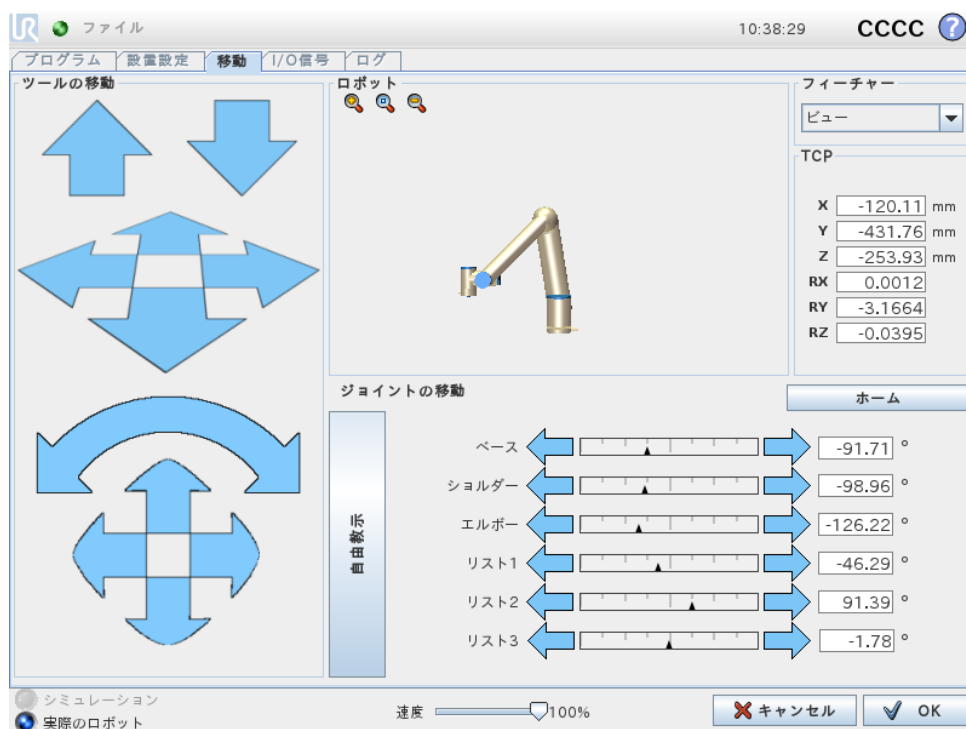 UR ファイル 10:38:29 CCCC ?
プログラム 設置設定 移動 I/O信号 ログ
ツールの移動
ロボット
フィーチャー
ビュー
TCP
X -120.11 mm
Y -431.76 mm
Z -253.93 mm
RX 0.0012
RY -3.1664
RZ -0.0395
ジョイントの移動
ホーム
自由教示
ベース -91.71 °
ショルダー -98.96 °
エルボー -126.22 °
リスト1 -46.29 °
リスト2 91.39 °
リスト3 -1.78 °
シミュレーション
実際のロボット
速度 100%
キャンセル
OK